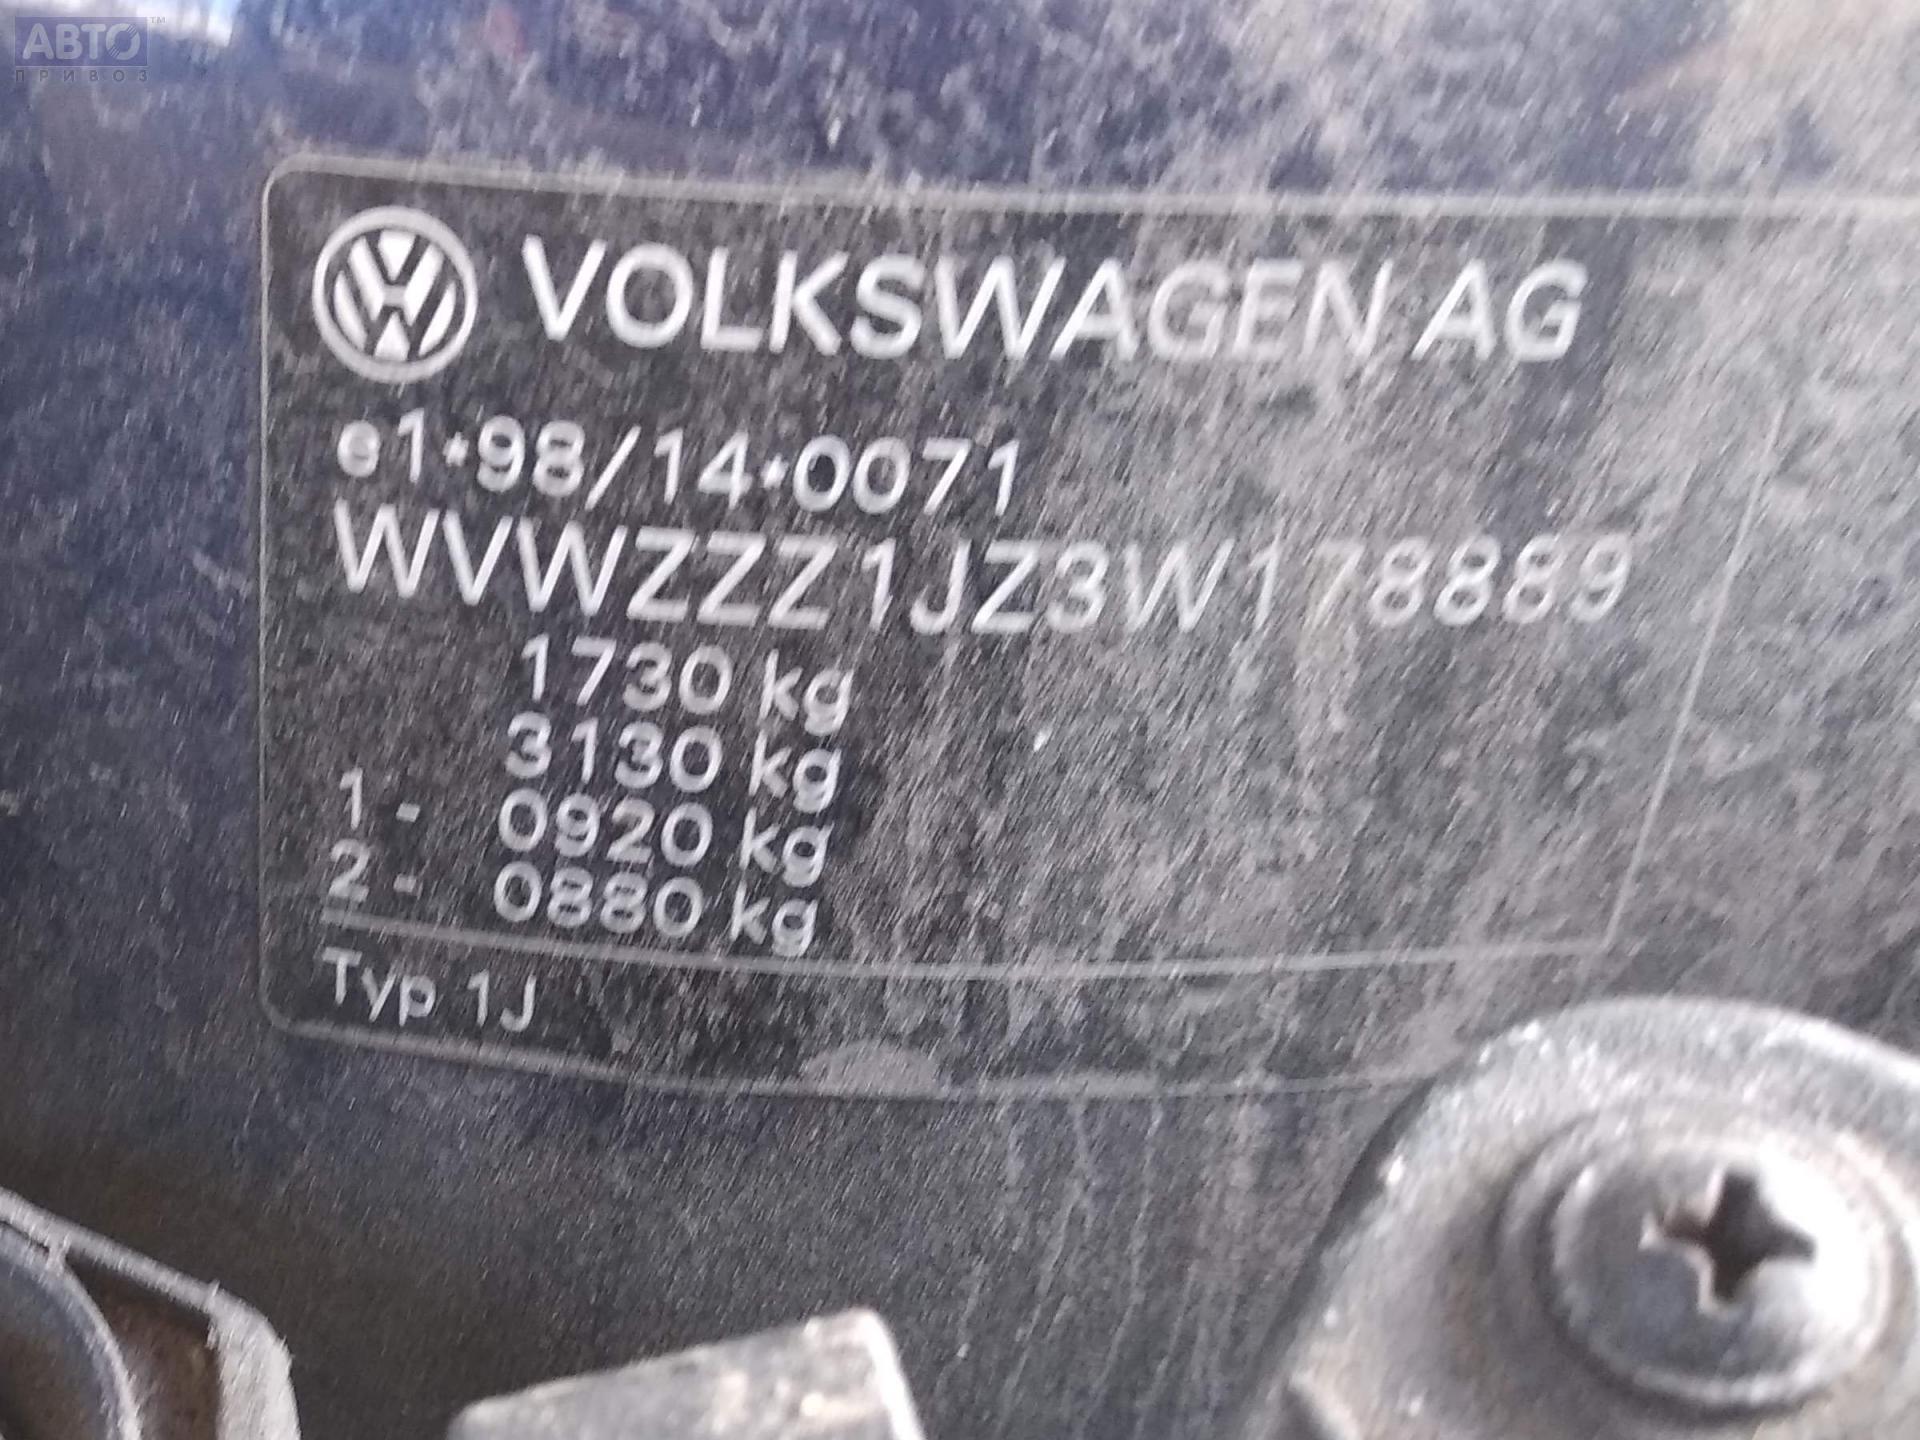 АВТО™
ПРИВОЗ
VOLKSWAGEN AG
e1*98/14*0071
WVWZZZ1JZ3W178889
1730 kg
3130 kg
1 - 0920 kg
2 - 0880 kg
Typ 1J